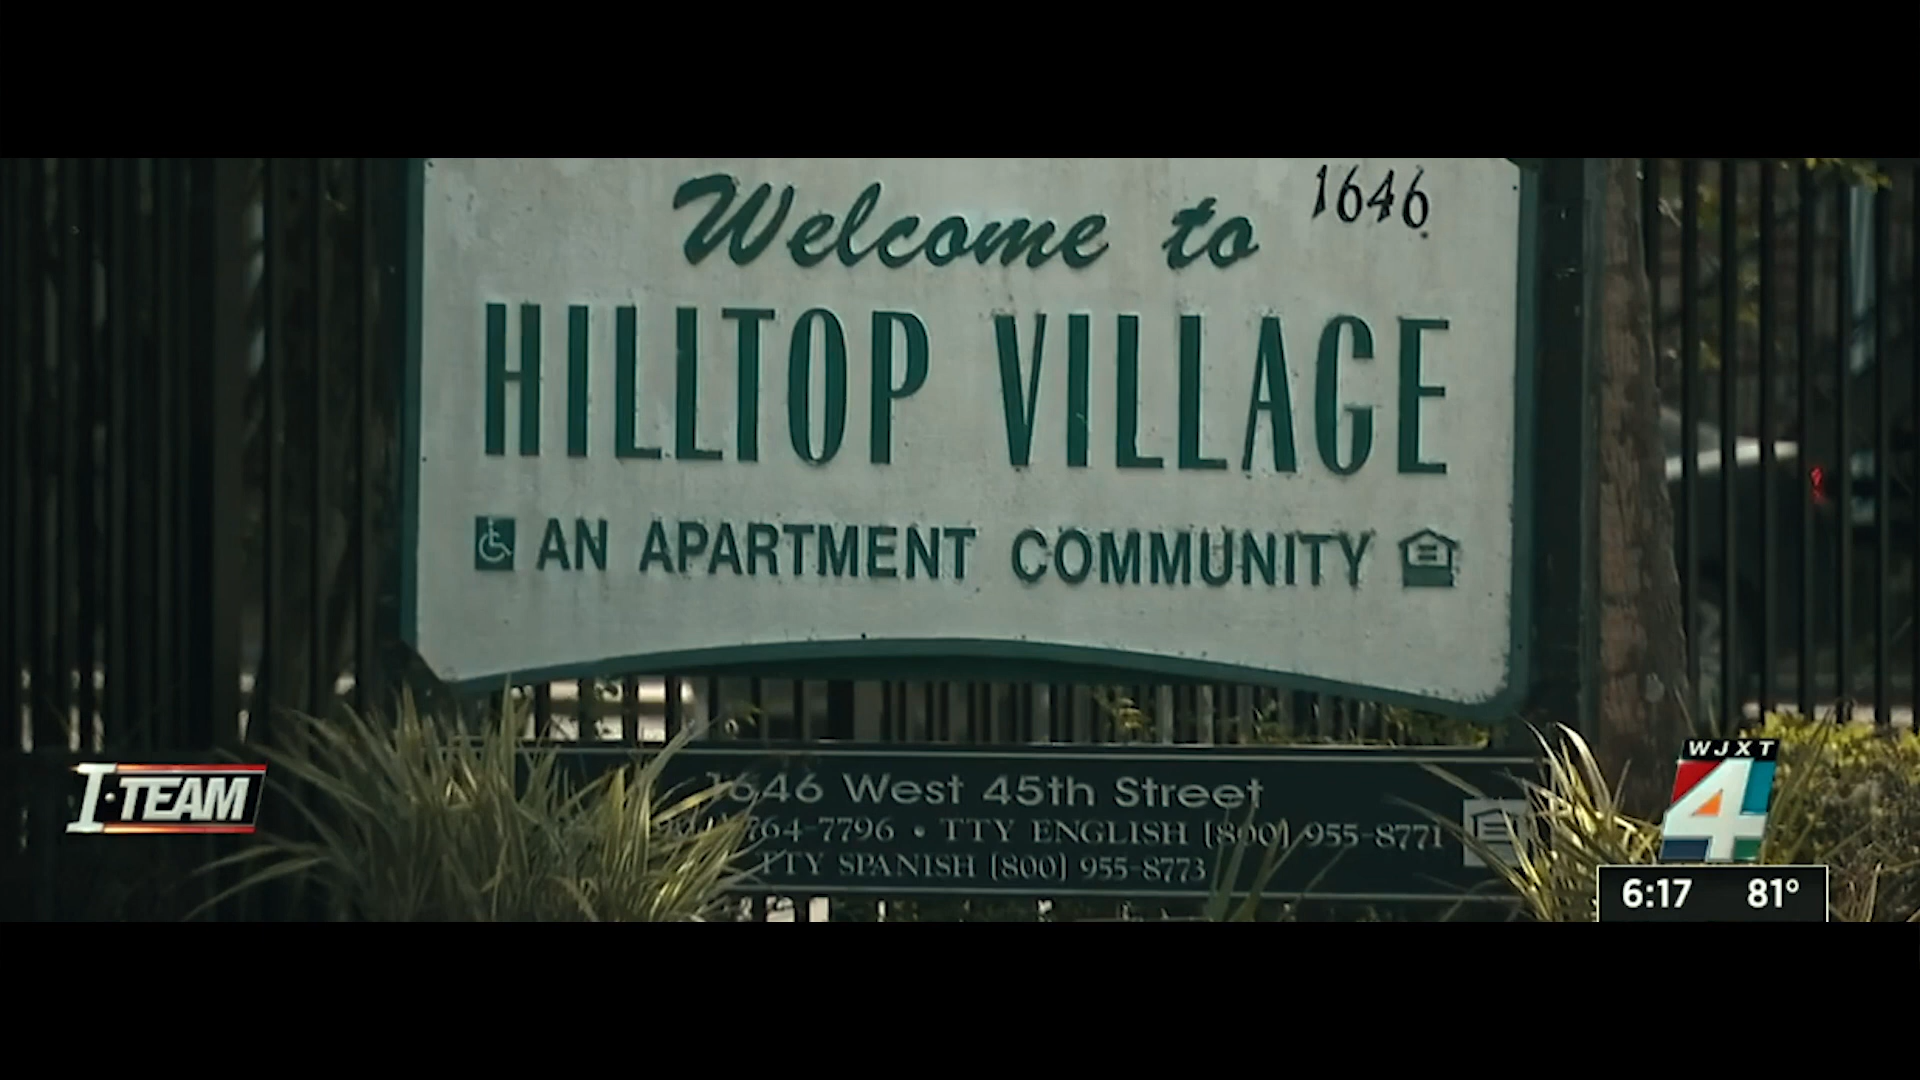 1646
Welcome to
HILLTOP VILLAGE
AN APARTMENT COMMUNITY
1646 West 45th Street
764-7796 • TTY ENGLISH (800) 955-8771
TTY SPANISH (800) 955-8773
I-TEAM
WJXT
4
6:17 81°